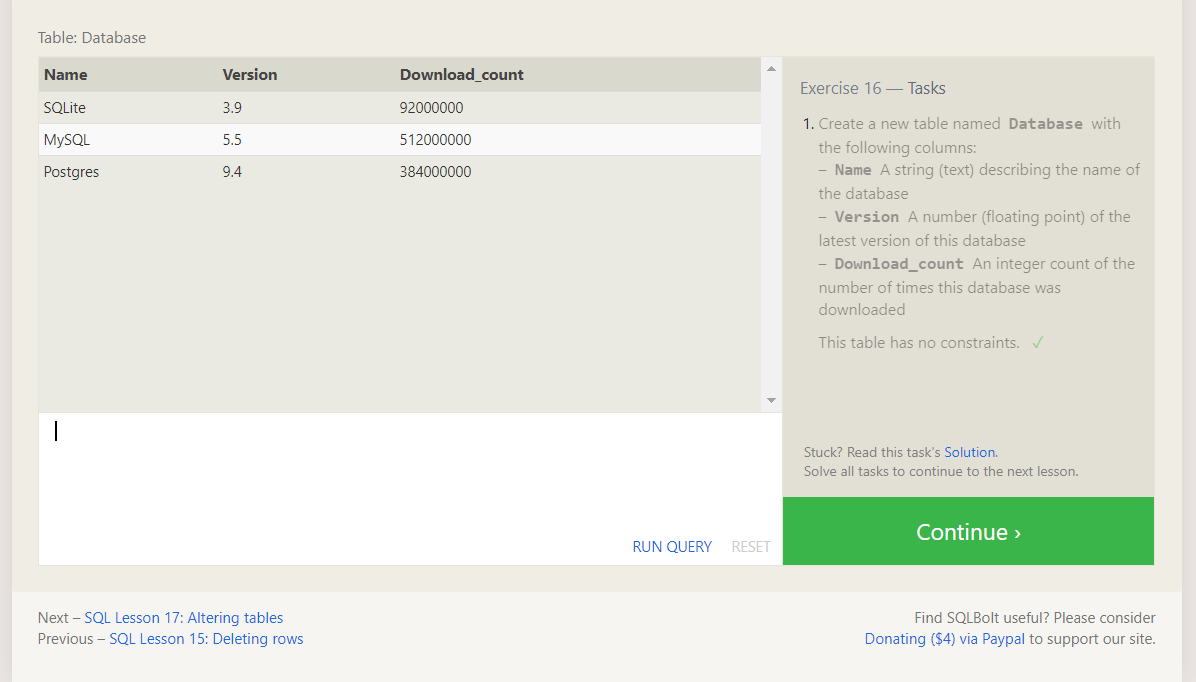 Table: Database
Name Version Download_count
SQLite 3.9 92000000
MySQL 5.5 512000000
Postgres 9.4 384000000
Exercise 16 — Tasks
1. Create a new table named Database with
the following columns:
– Name A string (text) describing the name of
the database
– Version A number (floating point) of the
latest version of this database
– Download_count An integer count of the
number of times this database was
downloaded
This table has no constraints. ✓
Stuck? Read this task's Solution.
Solve all tasks to continue to the next lesson.
RUN QUERY RESET
Continue ›
Next – SQL Lesson 17: Altering tables
Previous – SQL Lesson 15: Deleting rows
Find SQLBolt useful? Please consider
Donating ($4) via Paypal to support our site.